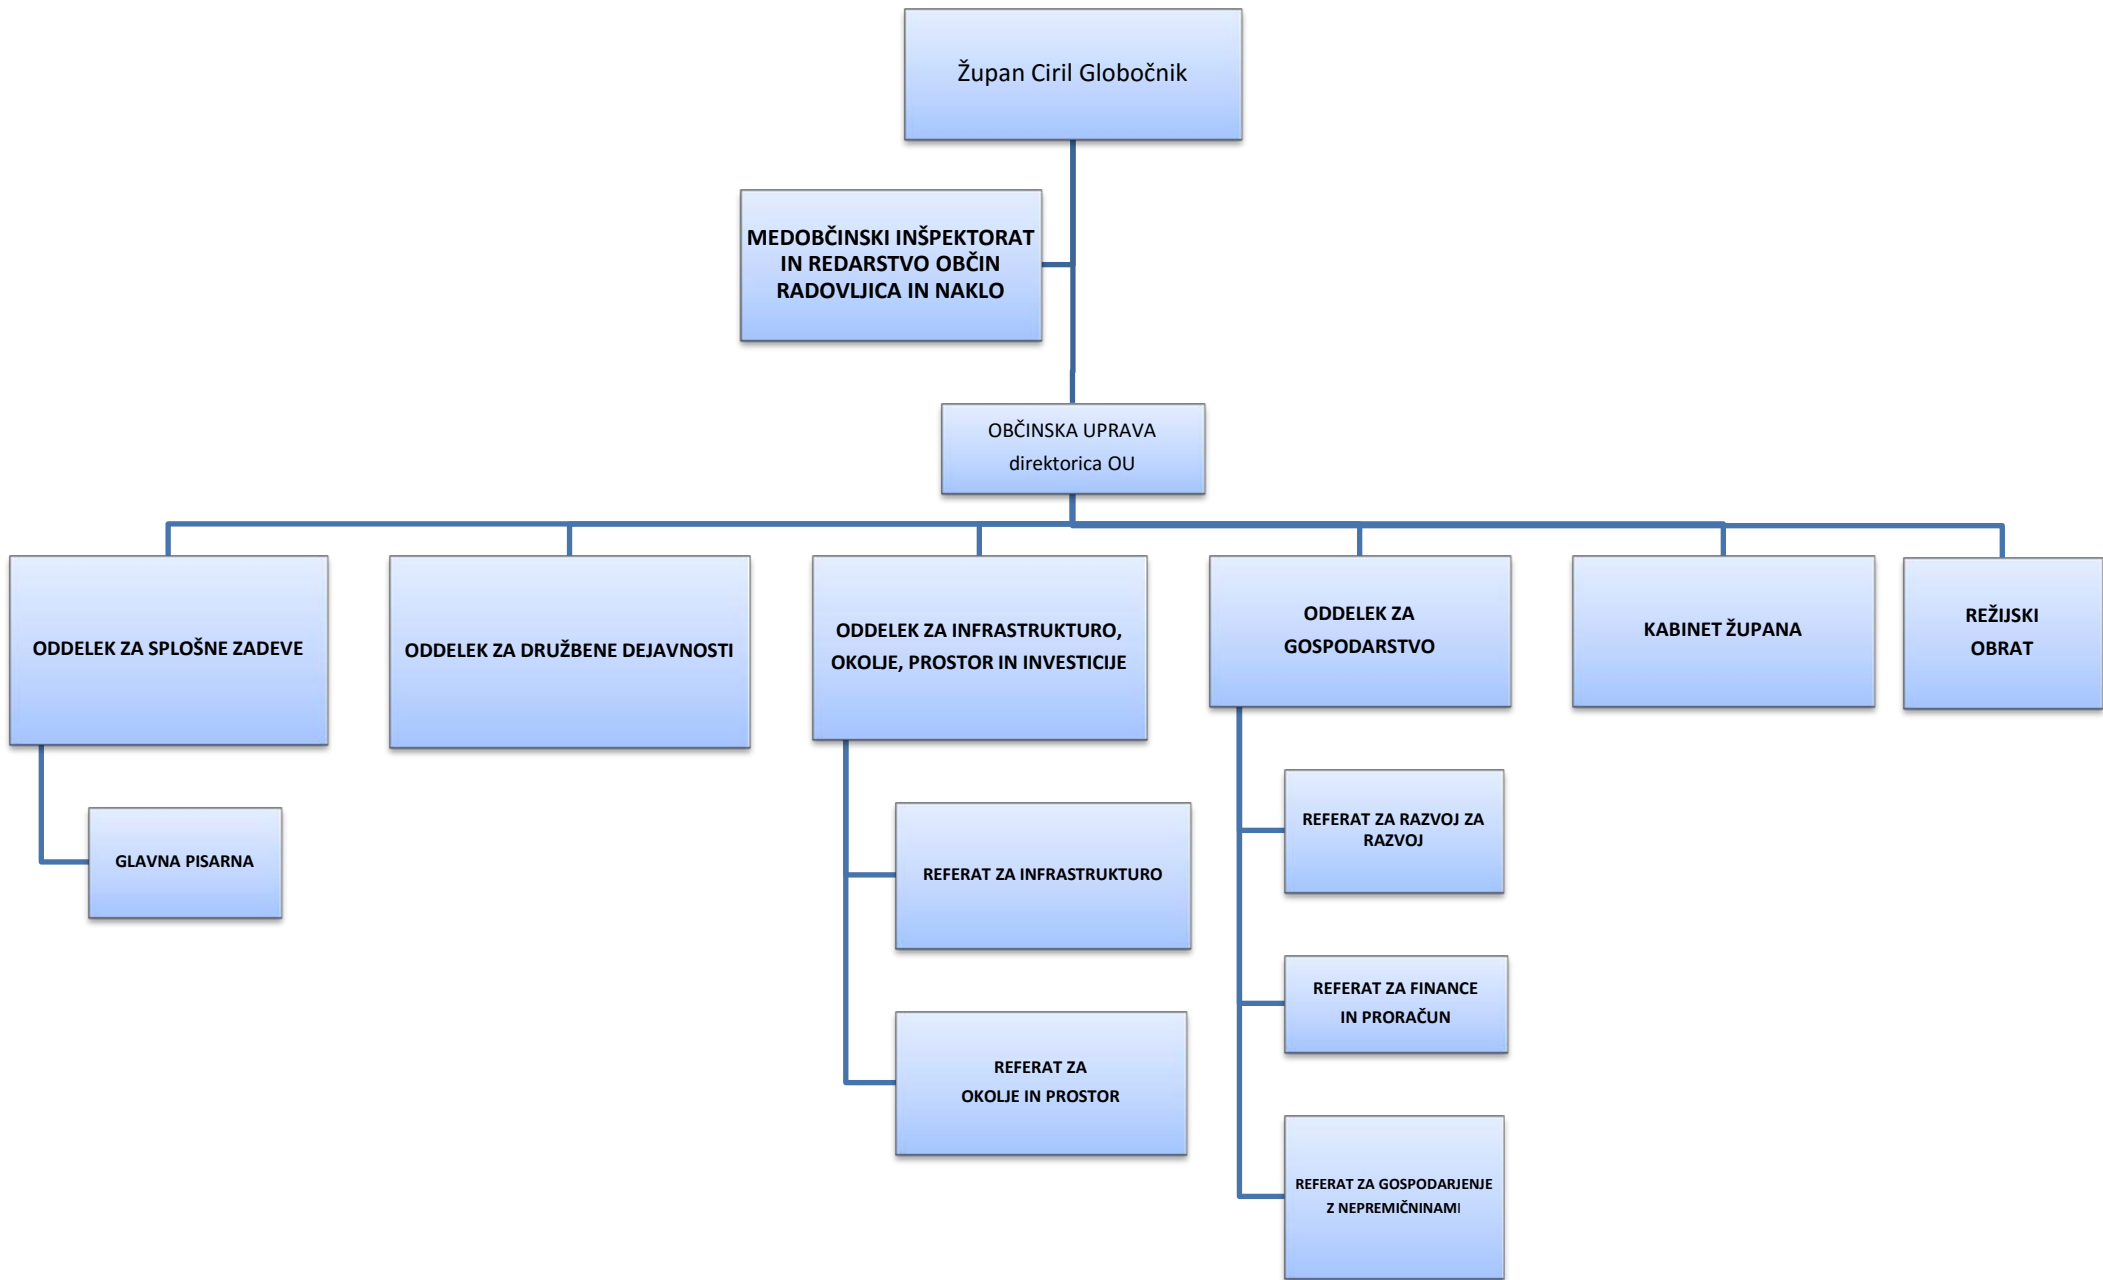 Župan Ciril Globočnik
MEDOBČINSKI INŠPEKTORAT
IN REDARSTVO OBČIN
RADOVLJICA IN NAKLO
OBČINSKA UPRAVA
direktorica OU
ODDELEK ZA SPLOŠNE ZADEVE
ODDELEK ZA DRUŽBENE DEJAVNOSTI
ODDELEK ZA INFRASTRUKTURO,
OKOLJE, PROSTOR IN INVESTICIJE
ODDELEK ZA
GOSPODARSTVO
KABINET ŽUPANA
REŽIJSKI
OBRAT
GLAVNA PISARNA
REFERAT ZA INFRASTRUKTURO
REFERAT ZA
OKOLJE IN PROSTOR
REFERAT ZA RAZVOJ ZA
RAZVOJ
REFERAT ZA FINANCE
IN PRORAČUN
REFERAT ZA GOSPODARJENJE
Z NEPREMIČNINAMI